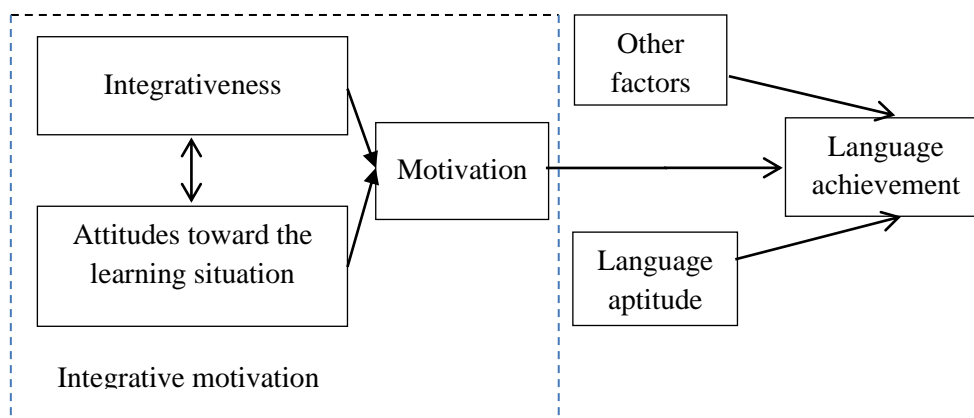 Integrativeness
Attitudes toward the
learning situation
Integrative motivation
Motivation
Other
factors
Language
aptitude
Language
achievement